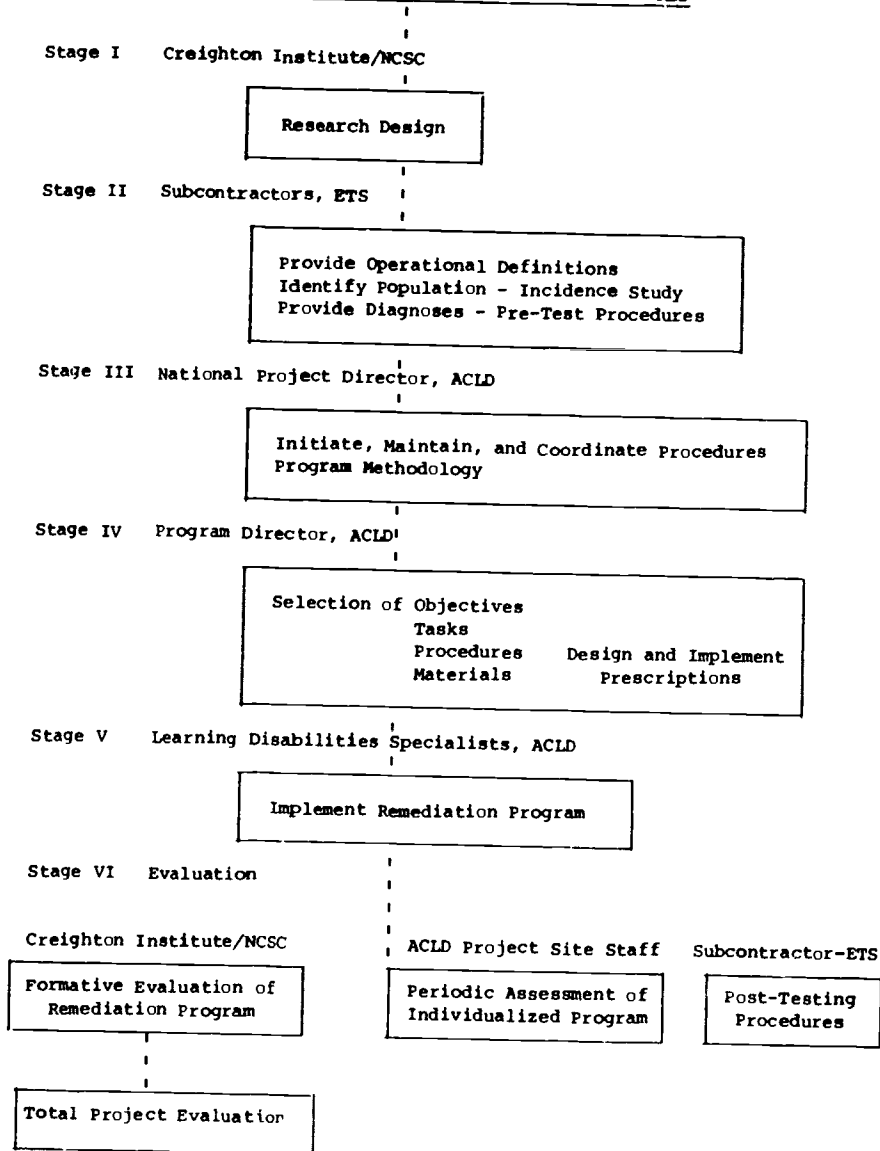 Stage I Creighton Institute/NCSC
Research Design
Stage II Subcontractors, ETS
Provide Operational Definitions
Identify Population - Incidence Study
Provide Diagnoses - Pre-Test Procedures
Stage III National Project Director, ACLD
Initiate, Maintain, and Coordinate Procedures
Program Methodology
Stage IV Program Director, ACLD
Selection of Objectives
Tasks
Procedures
Materials
Design and Implement
Prescriptions
Stage V Learning Disabilities Specialists, ACLD
Implement Remediation Program
Stage VI Evaluation
Creighton Institute/NCSC
Formative Evaluation of
Remediation Program
ACLD Project Site Staff
Periodic Assessment of
Individualized Program
Subcontractor-ETS
Post-Testing
Procedures
Total Project Evaluation